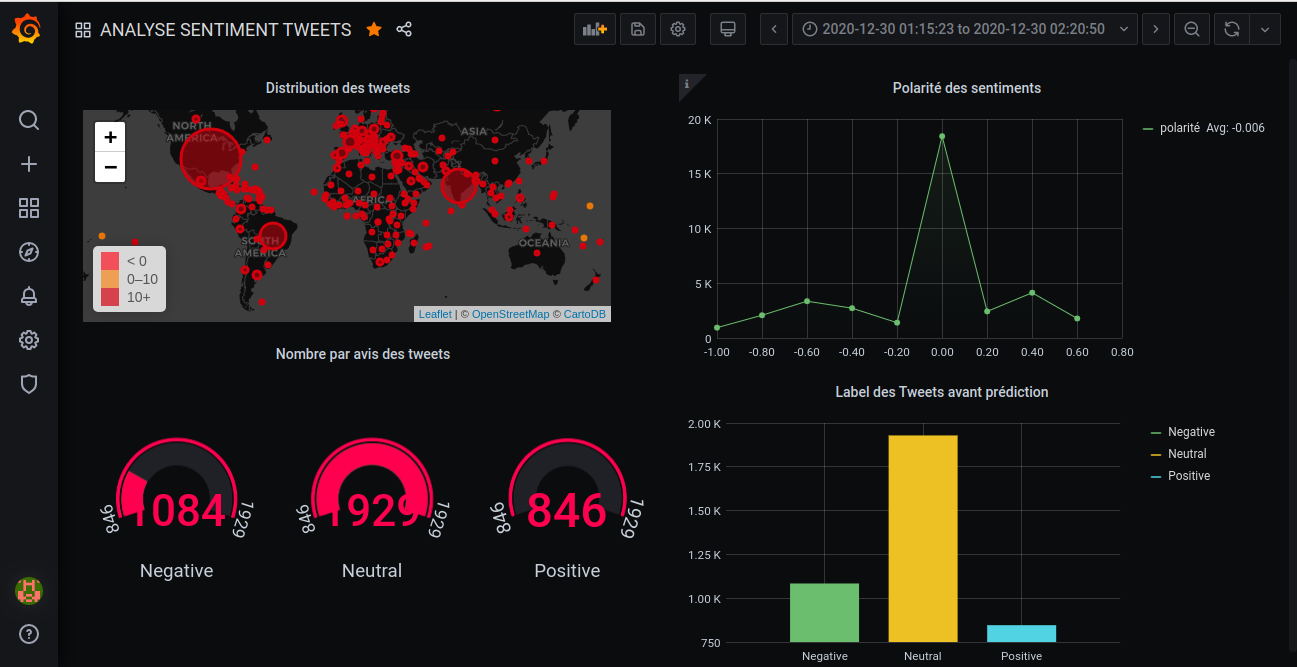 ANALYSE SENTIMENT TWEETS
2020-12-30 01:15:23 to 2020-12-30 02:20:50
Distribution des tweets
+
−
NORTH
AMERICA
ASIA
AFRICA
SOUTH
AMERICA
OCEANIA
< 0
0–10
10+
Leaflet | © OpenStreetMap © CartoDB
i
Polarité des sentiments
20 K
15 K
10 K
5 K
0
-1.00 -0.80 -0.60 -0.40 -0.20 0.00 0.20 0.40 0.60 0.80
polarité Avg: -0.006
Nombre par avis des tweets
846 1084 1929
Negative
846 1929 1929
Neutral
846 846 1929
Positive
Label des Tweets avant prédiction
2.00 K
1.75 K
1.50 K
1.25 K
1.00 K
750
Negative Neutral Positive
Negative
Neutral
Positive